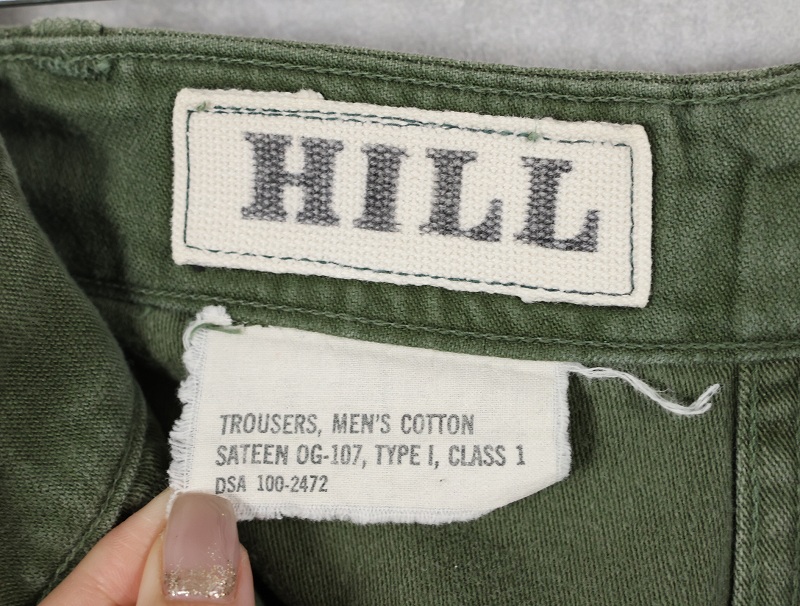 HILL
TROUSERS, MEN'S COTTON
SATEEN OG-107, TYPE I, CLASS 1
DSA 100-2472